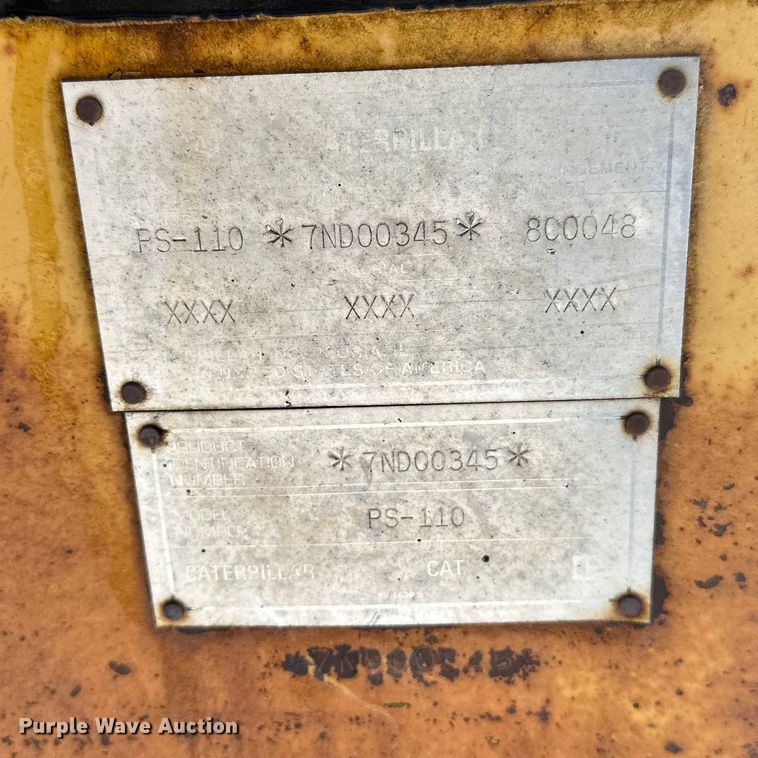 CATERPILLAR
PS-110 *7ND00345* 8C0048
XXXX XXXX XXXX
UNITED STATES OF AMERICA
PRODUCT
IDENTIFICATION
NUMBER
*7ND00345*
MODEL
NUMBER
PS-110
CATERPILLAR CAT
*7ND00345*
Purple Wave Auction